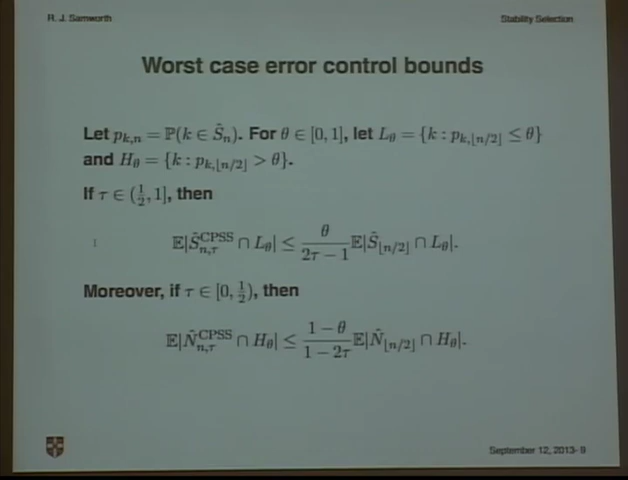 R. J. Samworth
Stability Selection
Worst case error control bounds
Let $p_{k,n} = \mathbb{P}(k \in \hat{S}_n)$. For $\theta \in [0, 1]$, let $L_\theta = \{k : p_{k,\lfloor n/2 \rfloor} \leq \theta\}$
and $H_\theta = \{k : p_{k,\lfloor n/2 \rfloor} > \theta\}$.
If $\tau \in (\frac{1}{2}, 1]$, then
$\mathbb{E}|\hat{S}_{n,\tau}^{\mathrm{CPSS}} \cap L_\theta| \leq \frac{\theta}{2\tau - 1} \mathbb{E}|\hat{S}_{\lfloor n/2 \rfloor} \cap L_\theta|.$
Moreover, if $\tau \in [0, \frac{1}{2})$, then
$\mathbb{E}|\hat{N}_{n,\tau}^{\mathrm{CPSS}} \cap H_\theta| \leq \frac{1 - \theta}{1 - 2\tau} \mathbb{E}|\hat{N}_{\lfloor n/2 \rfloor} \cap H_\theta|.$
September 12, 2013- 9